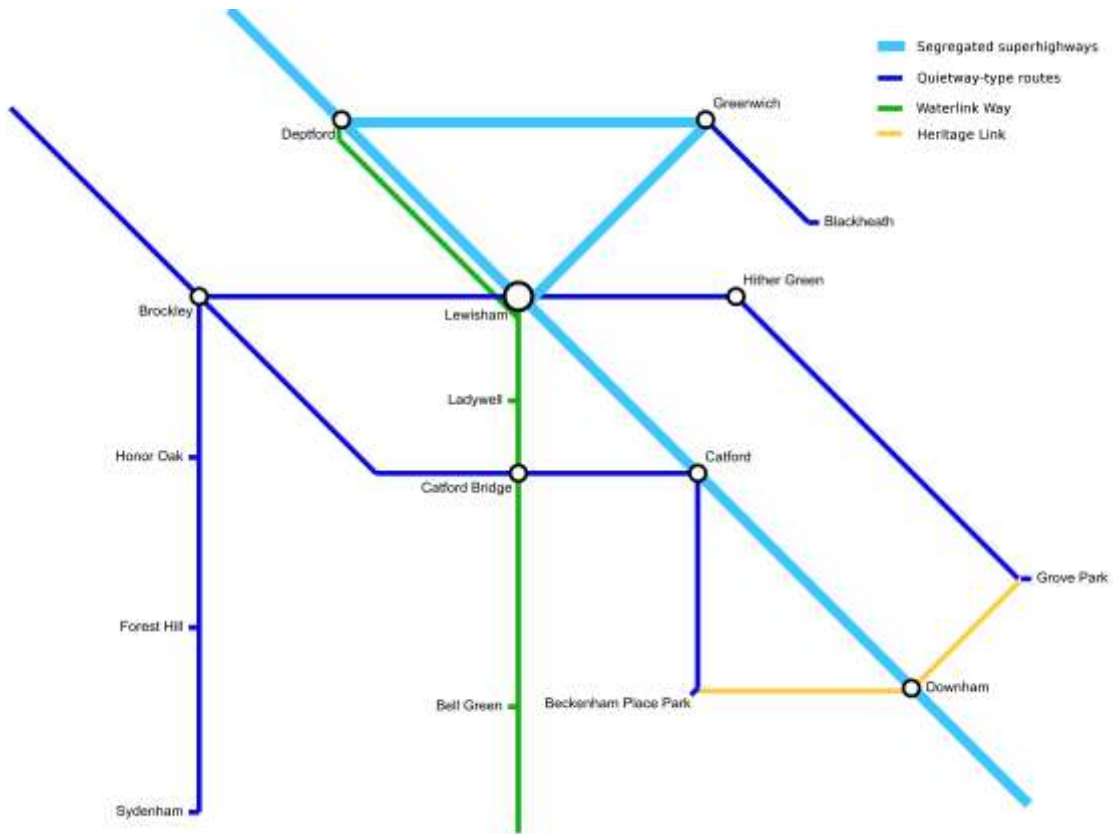 Segregated superhighways
Quietway-type routes
Waterlink Way
Heritage Link
Greenwich
Deptford
Blackheath
Hither Green
Brockley
Lewisham
Ladywell
Honor Oak
Catford
Catford Bridge
Grove Park
Forest Hill
Downham
Beckenham Place Park
Bell Green
Sydenham